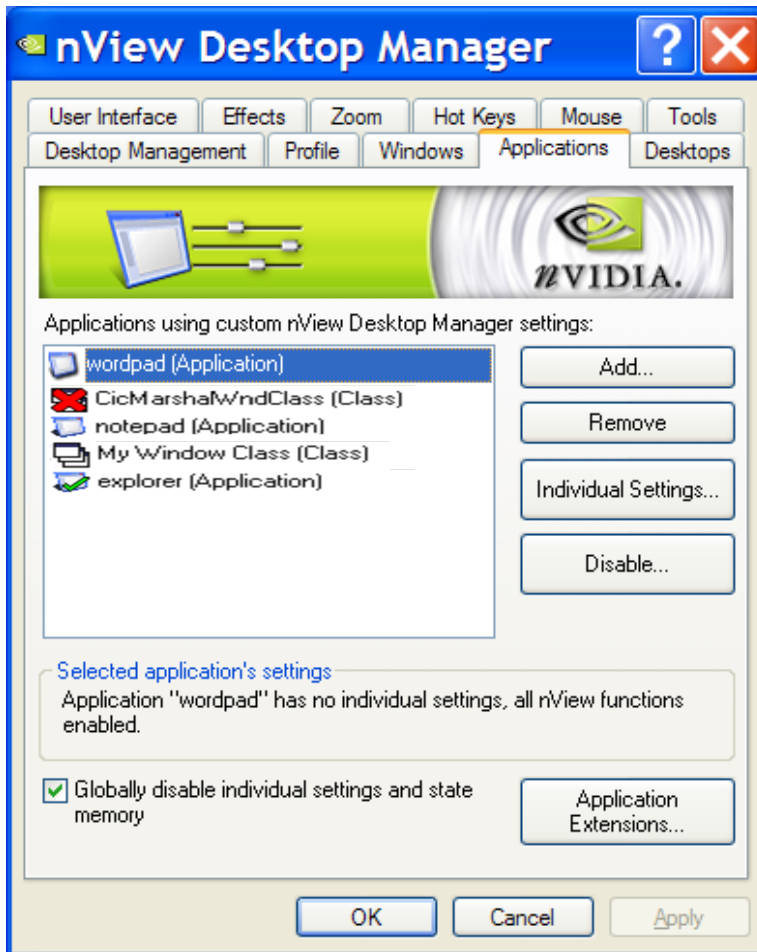 nView Desktop Manager
User Interface Effects Zoom Hot Keys Mouse Tools
Desktop Management Profile Windows Applications Desktops
nVIDIA.
Applications using custom nView Desktop Manager settings:
wordpad (Application)
CicMarshalWndClass (Class)
notepad (Application)
My Window Class (Class)
explorer (Application)
Add...
Remove
Individual Settings...
Disable...
Selected application's settings
Application "wordpad" has no individual settings, all nView functions
enabled.
Globally disable individual settings and state
memory
Application
Extensions...
OK Cancel Apply